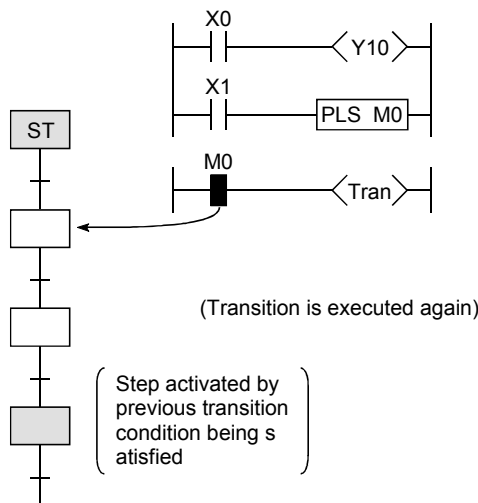 X0
Y10
X1
PLS M0
ST
M0
Tran
(Transition is executed again)
Step activated by
previous transition
condition being s
atisfied